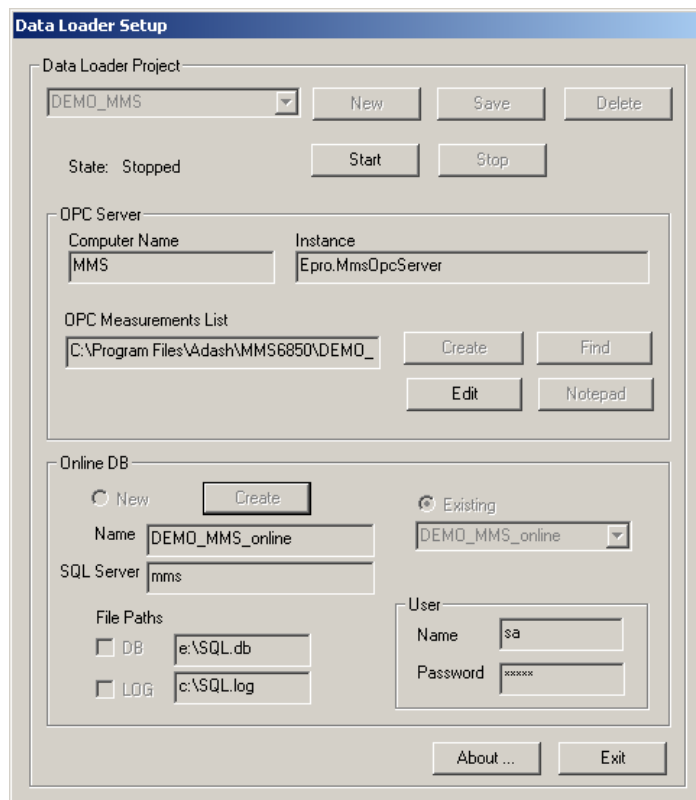 Data Loader Setup
Data Loader Project
DEMO_MMS
New
Save
Delete
State: Stopped
Start
Stop
OPC Server
Computer Name
Instance
MMS
Epro.MmsOpcServer
OPC Measurements List
C:\Program Files\Adash\MMS6850\DEMO_
Create
Find
Edit
Notepad
Online DB
New
Create
Existing
Name
DEMO_MMS_online
DEMO_MMS_online
SQL Server
mms
File Paths
DB
e:\SQL.db
LOG
c:\SQL.log
User
Name
sa
Password
xxxxx
About ...
Exit